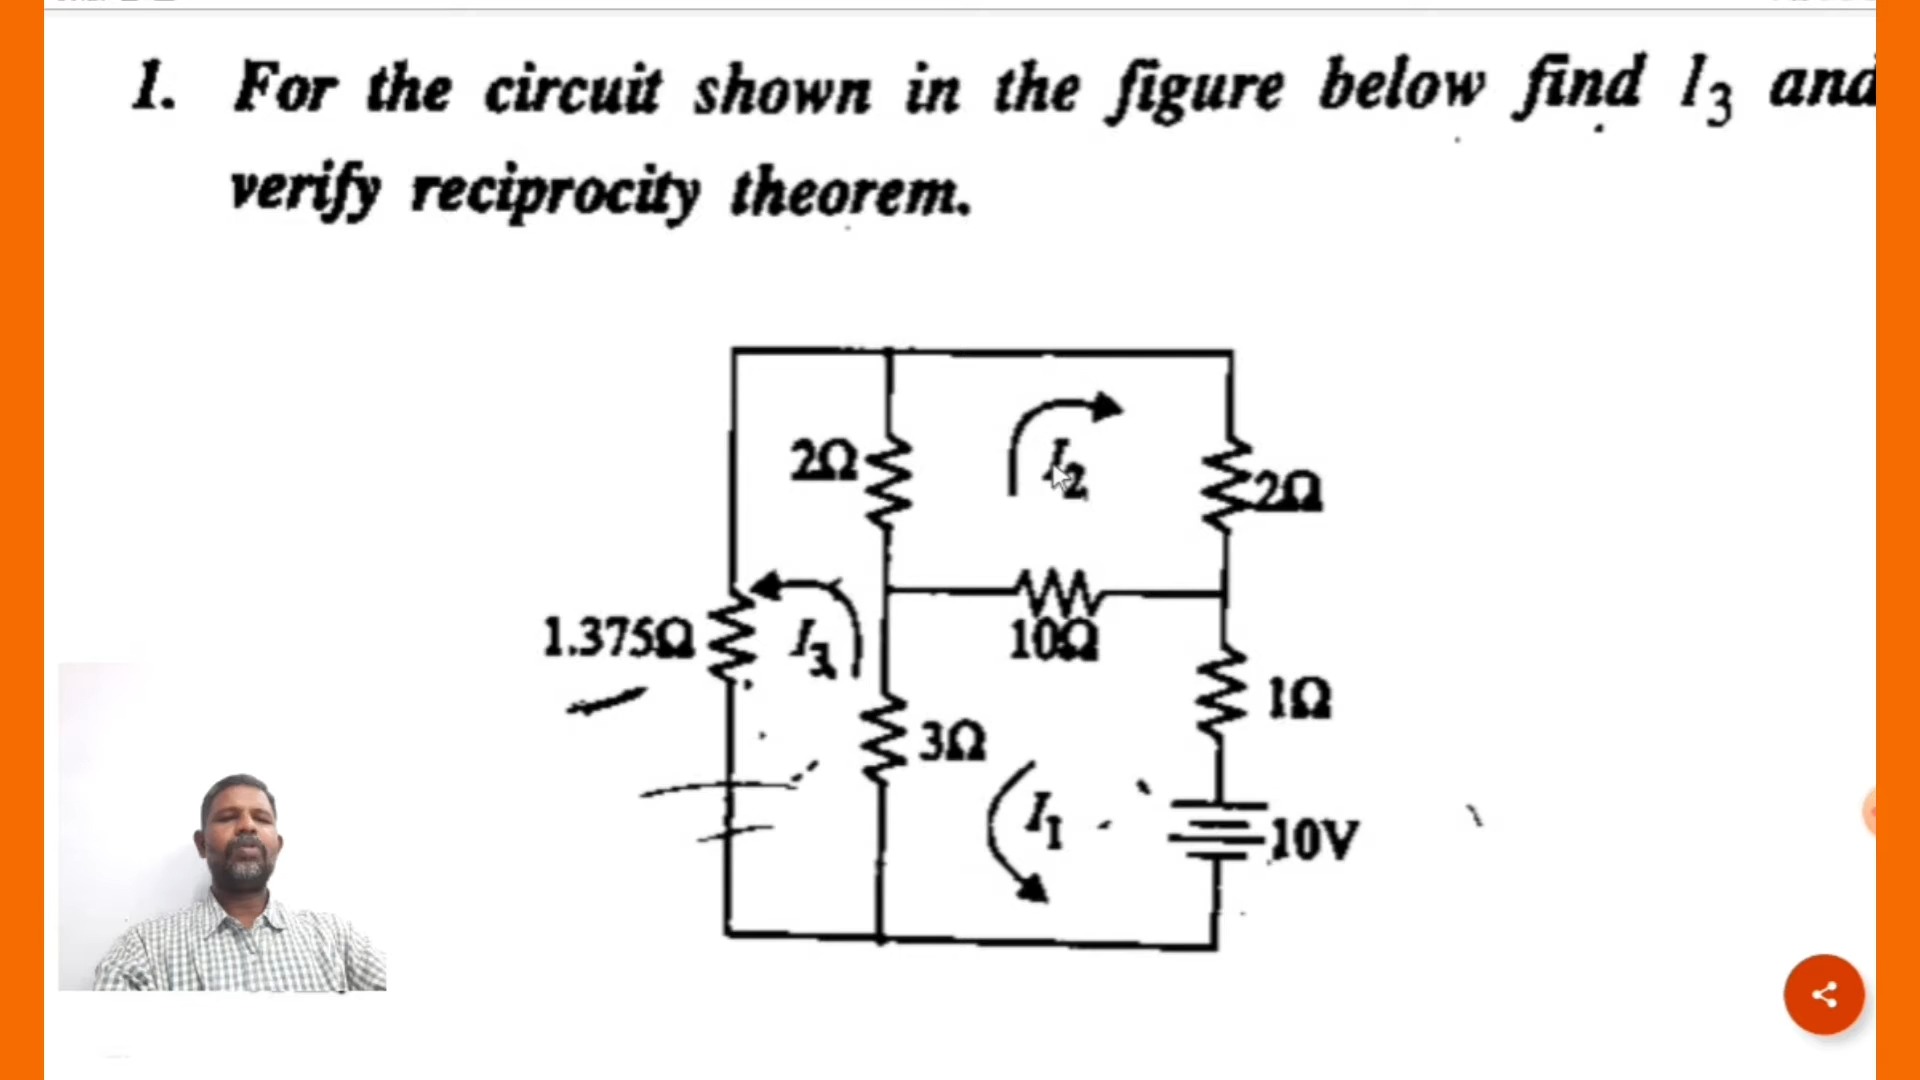 1. For the circuit shown in the figure below find I₃ and
verify reciprocity theorem.
2Ω
I₂
2Ω
1.375Ω
I₃
10Ω
1Ω
3Ω
I₁
10V